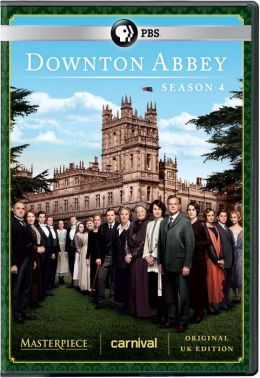 PBS
DOWNTON ABBEY
SEASON 4
MASTERPIECE
carnival
ORIGINAL
UK EDITION